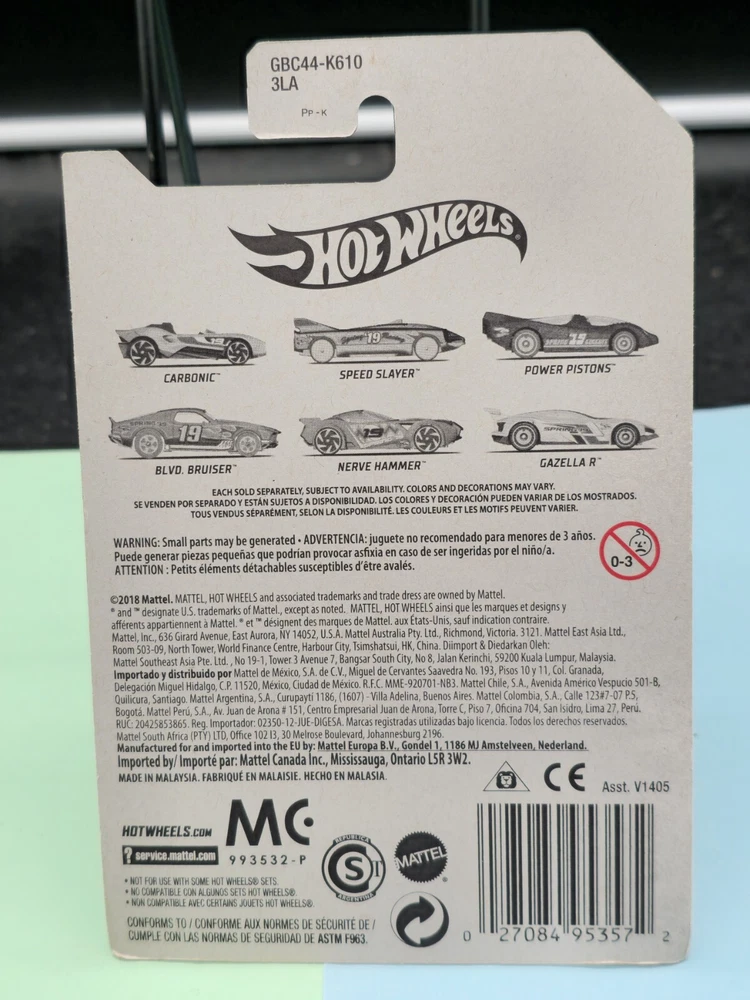 GBC44-K610
3LA
PP-K
HOT WHEELS®
19
19
CARBONIC™
SPEED SLAYER™
POWER PISTONS™
19
19
SPRING
BLVD. BRUISER™
NERVE HAMMER™
GAZELLA R™
EACH SOLD SEPARATELY, SUBJECT TO AVAILABILITY. COLORS AND DECORATIONS MAY VARY.
SE VENDEN POR SEPARADO Y ESTÁN SUJETOS A DISPONIBILIDAD. LOS COLORES Y DECORACIÓN PUEDEN VARIAR DE LOS MOSTRADOS.
TOUS VENDUS SÉPARÉMENT, SELON LA DISPONIBILITÉ. LES COULEURS ET LES MOTIFS PEUVENT VARIER.
WARNING: Small parts may be generated • ADVERTENCIA: juguete no recomendado para menores de 3 años.
Puede generar piezas pequeñas que podrían provocar asfixia en caso de ser ingeridas por el niño/a.
ATTENTION : Petits éléments détachables susceptibles d'être avalés.
0-3
©2018 Mattel. MATTEL, HOT WHEELS and associated trademarks and trade dress are owned by Mattel.
® and ™ designate U.S. trademarks of Mattel, except as noted. MATTEL, HOT WHEELS ainsi que les marques et designs y
afférents appartiennent à Mattel. ® et ™ désignent des marques de Mattel. aux États-Unis, sauf indication contraire.
Mattel, Inc., 636 Girard Avenue, East Aurora, NY 14052, U.S.A. Mattel Australia Pty. Ltd., Richmond, Victoria. 3121. Mattel East Asia Ltd.,
Room 503-09, North Tower, World Finance Centre, Harbour City, Tsimshatsui, HK, China. Diimport & Diedarkan Oleh:
Mattel Southeast Asia Pte. Ltd. , No 19-1, Tower 3 Avenue 7, Bangsar South City, No 8, Jalan Kerinchi, 59200 Kuala Lumpur, Malaysia.
Importado y distribuido por Mattel de México, S.A. de C.V., Miguel de Cervantes Saavedra No. 193, Pisos 10 y 11, Col. Granada,
Delegación Miguel Hidalgo, C.P. 11520, México, Ciudad de México. R.F.C. MME-920701-NB3. Mattel Chile, S.A., Avenida Américo Vespucio 501-B,
Quilicura, Santiago. Mattel Argentina, S.A., Curupaytí 1186, (1607) - Villa Adelina, Buenos Aires. Mattel Colombia, S.A., Calle 123#7-07 P.5,
Bogotá. Mattel Perú, S.A., Av. Juan de Arona # 151, Centro Empresarial Juan de Arona, Torre C, Piso 7, Oficina 704, San Isidro, Lima 27, Perú.
RUC: 20425853865. Reg. Importador: 02350-12-JUE-DIGESA. Marcas registradas utilizadas bajo licencia. Todos los derechos reservados.
Mattel South Africa (PTY) LTD, Office 102 I3, 30 Melrose Boulevard, Johannesburg 2196.
Manufactured for and imported into the EU by: Mattel Europa B.V., Gondel 1, 1186 MJ Amstelveen, Nederland.
Imported by/ Importé par: Mattel Canada Inc., Mississauga, Ontario L5R 3W2.
MADE IN MALAYSIA. FABRIQUÉ EN MALAISIE. HECHO EN MALASIA.
CE
Asst. V1405
HOTWHEELS.COM
? service.mattel.com
MC
993532-P
REPUBLICA
S
ARGENTINA
MATTEL®
• NOT FOR USE WITH SOME HOT WHEELS® SETS.
• NO COMPATIBLE CON ALGUNOS SETS HOT WHEELS®.
• NON COMPATIBLE AVEC CERTAINS JOUETS HOT WHEELS®.
CONFORMS TO / CONFORME AUX NORMES DE SÉCURITÉ DE /
CUMPLE CON LAS NORMAS DE SEGURIDAD DE ASTM F963.
0 27084 95357 2